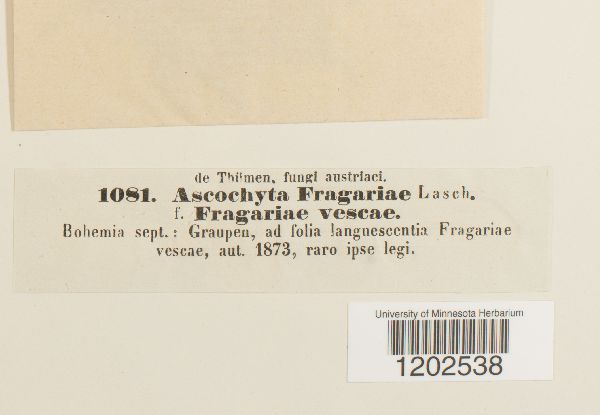 de Thümen, fungi austriaci.
1081. Ascochyta Fragariae Lasch.
f. Fragariae vescae.
Bohemia sept.: Graupen, ad folia languescentia Fragariae
vescae, aut. 1873, raro ipse legi.
University of Minnesota Herbarium
1202538